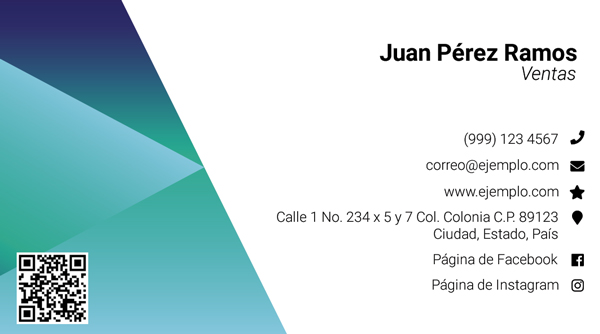 Juan Pérez Ramos
Ventas
(999) 123 4567
correo@ejemplo.com
www.ejemplo.com
Calle 1 No. 234 x 5 y 7 Col. Colonia C.P. 89123
Ciudad, Estado, País
Página de Facebook
Página de Instagram